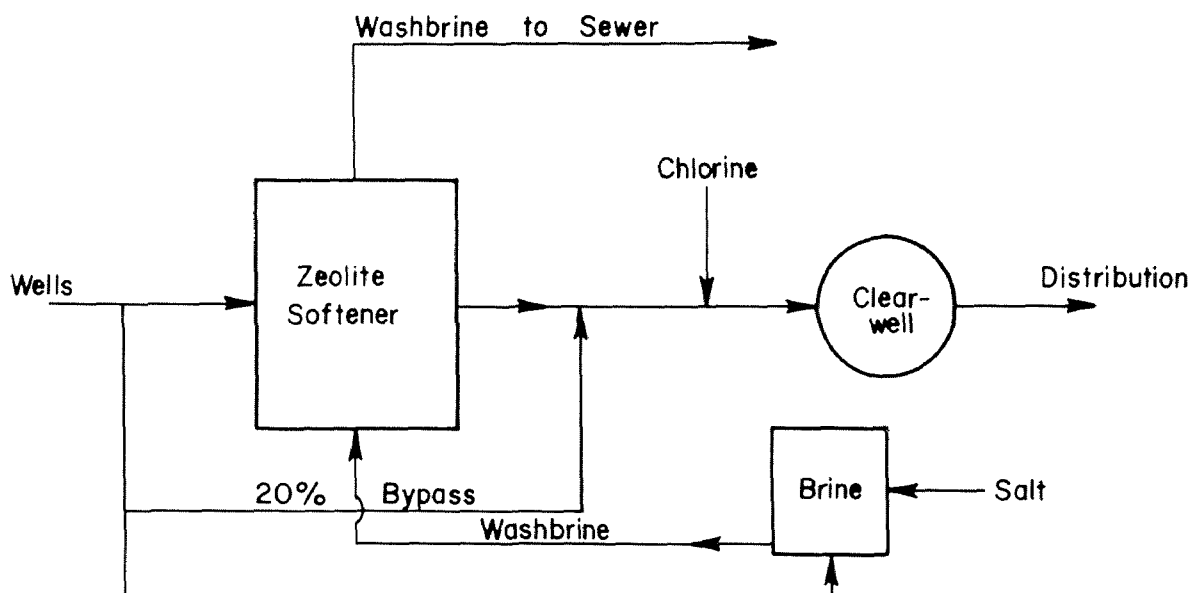 Washbrine to Sewer
Chlorine
Wells
Zeolite
Softener
Clear-
well
Distribution
20% Bypass
Brine
Salt
Washbrine